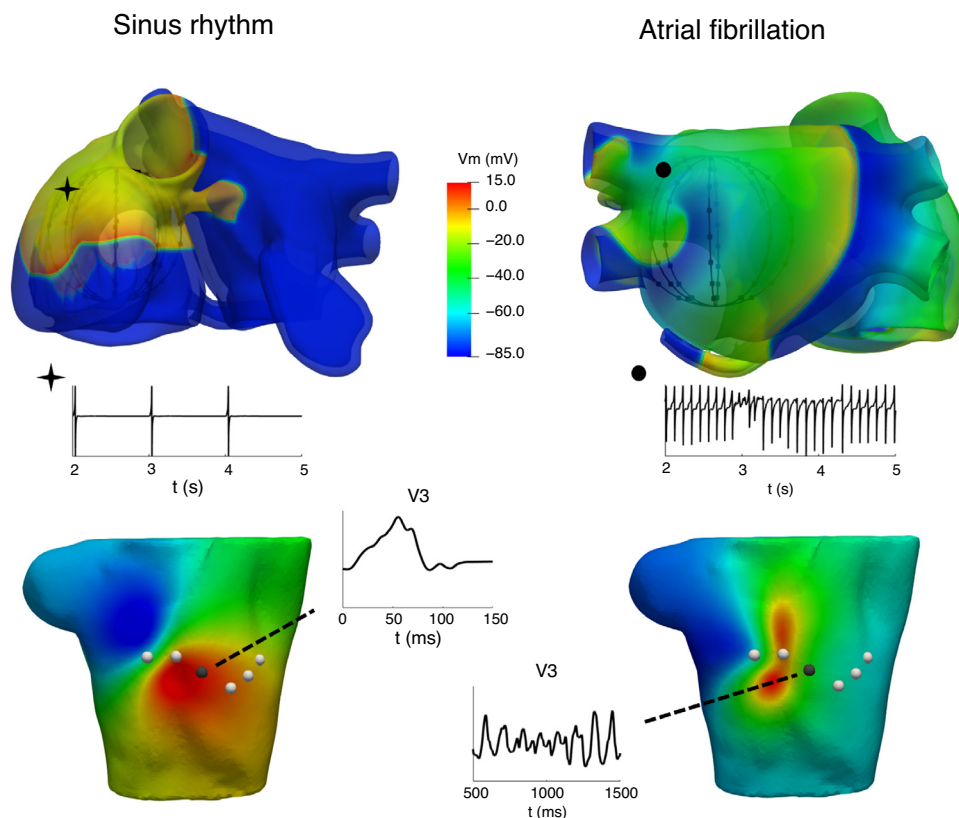 Sinus rhythm
Atrial fibrillation
Vm (mV)
15.0
0.0
−20.0
−40.0
−60.0
−85.0
2 3 4 5
t (s)
2 3 4 5
t (s)
V3
0 50 100 150
t (ms)
V3
500 1000 1500
t (ms)